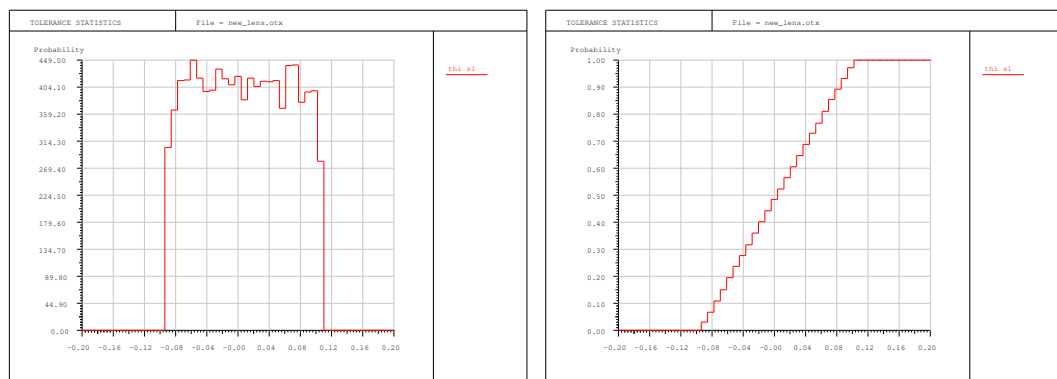 TOLERANCE STATISTICS File = new_lens.otx
Probability
449.00
404.10
359.20
314.30
269.40
224.50
179.60
134.70
89.80
44.90
0.00
-0.20 -0.16 -0.12 -0.08 -0.04 -0.00 0.04 0.08 0.12 0.16 0.20
thi s1
TOLERANCE STATISTICS File = new_lens.otx
Probability
1.00
0.90
0.80
0.70
0.60
0.50
0.40
0.30
0.20
0.10
0.00
-0.20 -0.16 -0.12 -0.08 -0.04 -0.00 0.04 0.08 0.12 0.16 0.20
thi s1